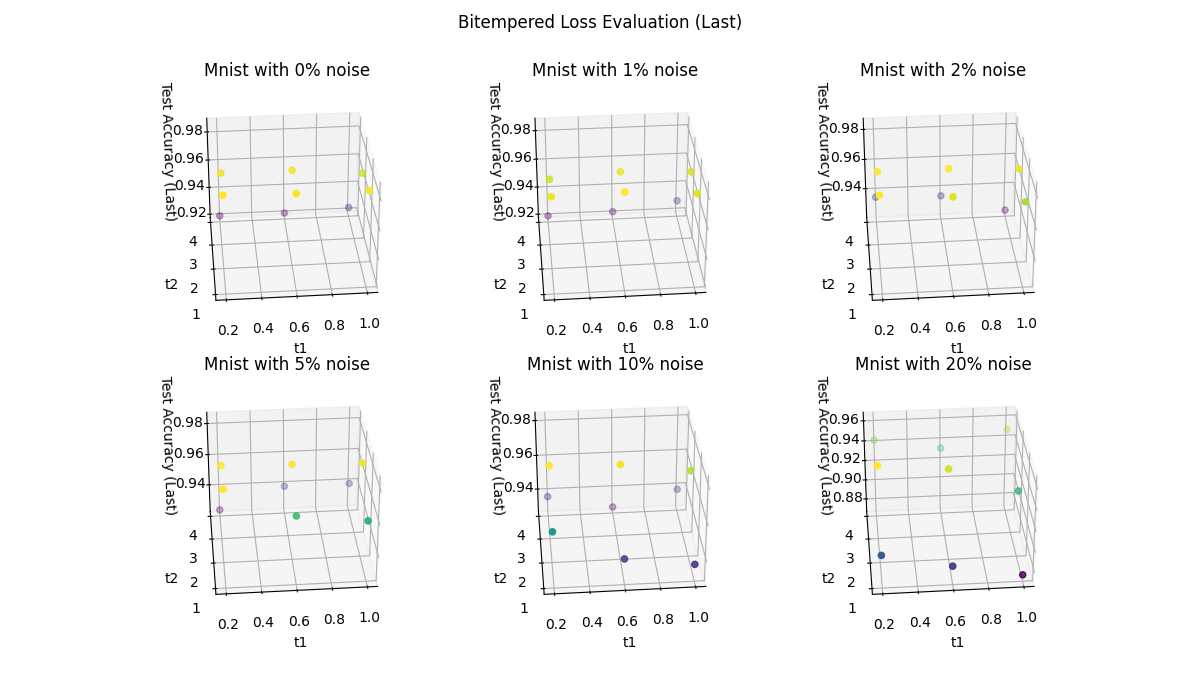 Bitempered Loss Evaluation (Last)
Mnist with 0% noise
Test Accuracy (Last)
0.98
0.96
0.94
0.92
4
3
2
1
t2
0.2 0.4 0.6 0.8 1.0
t1
Mnist with 1% noise
Test Accuracy (Last)
0.98
0.96
0.94
0.92
4
3
2
1
t2
0.2 0.4 0.6 0.8 1.0
t1
Mnist with 2% noise
Test Accuracy (Last)
0.98
0.96
0.94
4
3
2
1
t2
0.2 0.4 0.6 0.8 1.0
t1
Mnist with 5% noise
Test Accuracy (Last)
0.98
0.96
0.94
4
3
2
1
t2
0.2 0.4 0.6 0.8 1.0
t1
Mnist with 10% noise
Test Accuracy (Last)
0.98
0.96
0.94
4
3
2
1
t2
0.2 0.4 0.6 0.8 1.0
t1
Mnist with 20% noise
Test Accuracy (Last)
0.96
0.94
0.92
0.90
0.88
4
3
2
1
t2
0.2 0.4 0.6 0.8 1.0
t1